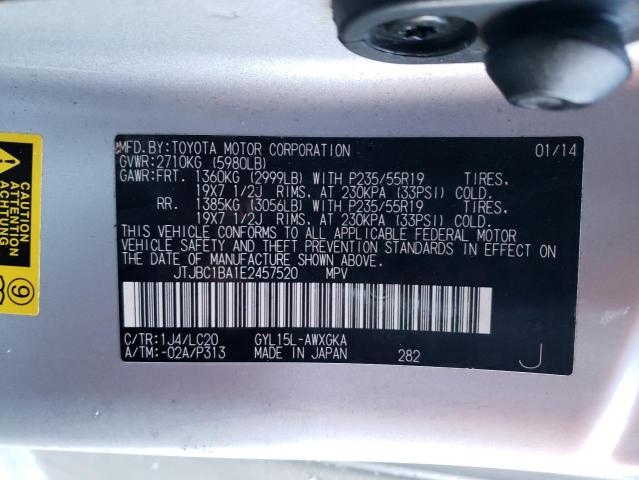 MFD.BY:TOYOTA MOTOR CORPORATION 01/14
GVWR:2710KG (5980LB)
GAWR:FRT. 1360KG (2999LB) WITH P235/55R19 TIRES,
19X7 1/2J RIMS, AT 230KPA (33PSI) COLD.
RR. 1385KG (3056LB) WITH P235/55R19 TIRES,
19X7 1/2J RIMS, AT 230KPA (33PSI) COLD.
THIS VEHICLE CONFORMS TO ALL APPLICABLE FEDERAL MOTOR
VEHICLE SAFETY AND THEFT PREVENTION STANDARDS IN EFFECT ON
THE DATE OF MANUFACTURE SHOWN ABOVE.
JTJBC1BA1E2457520 MPV
C/TR:1J4/LC20 GYL15L-AWXGKA
A/TM:-02A/P313 MADE IN JAPAN 282
J
CAUTION
ATTENTION
ACHTUNG
9